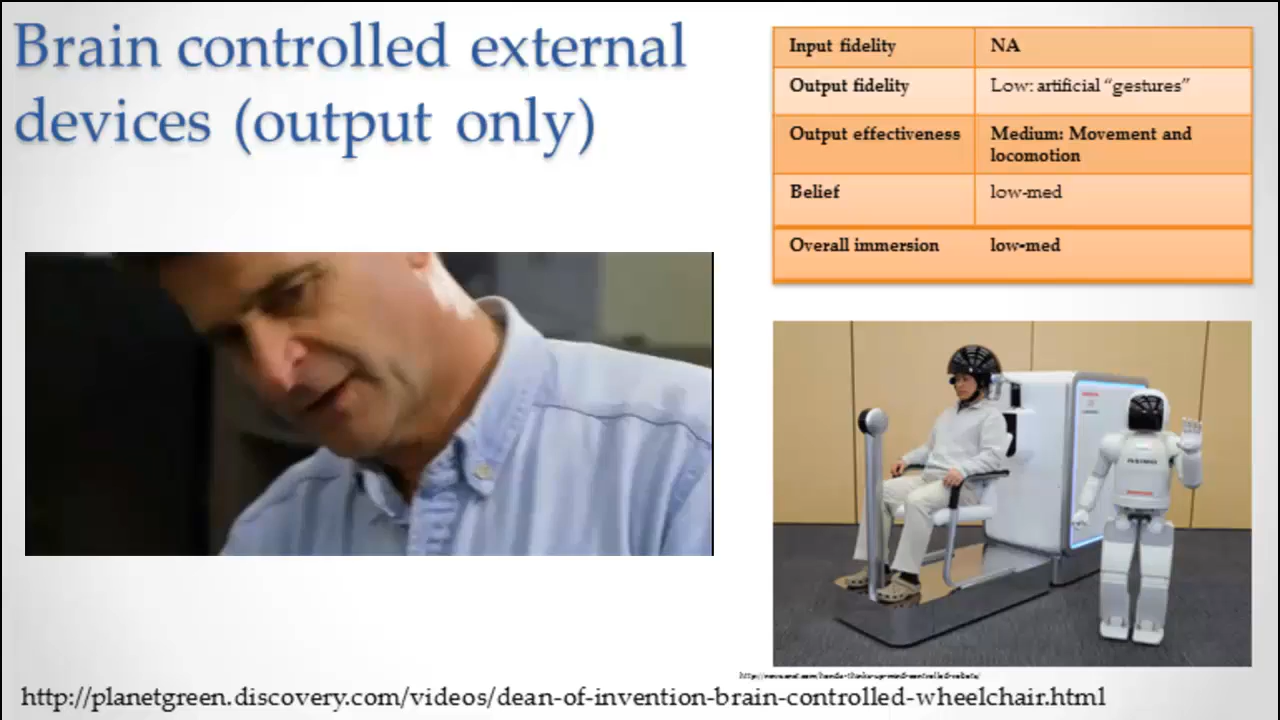 Brain controlled external
devices (output only)
Input fidelity NA
Output fidelity Low: artificial “gestures”
Output effectiveness Medium: Movement and
locomotion
Belief low-med
Overall immersion low-med
http://planetgreen.discovery.com/videos/dean-of-invention-brain-controlled-wheelchair.html